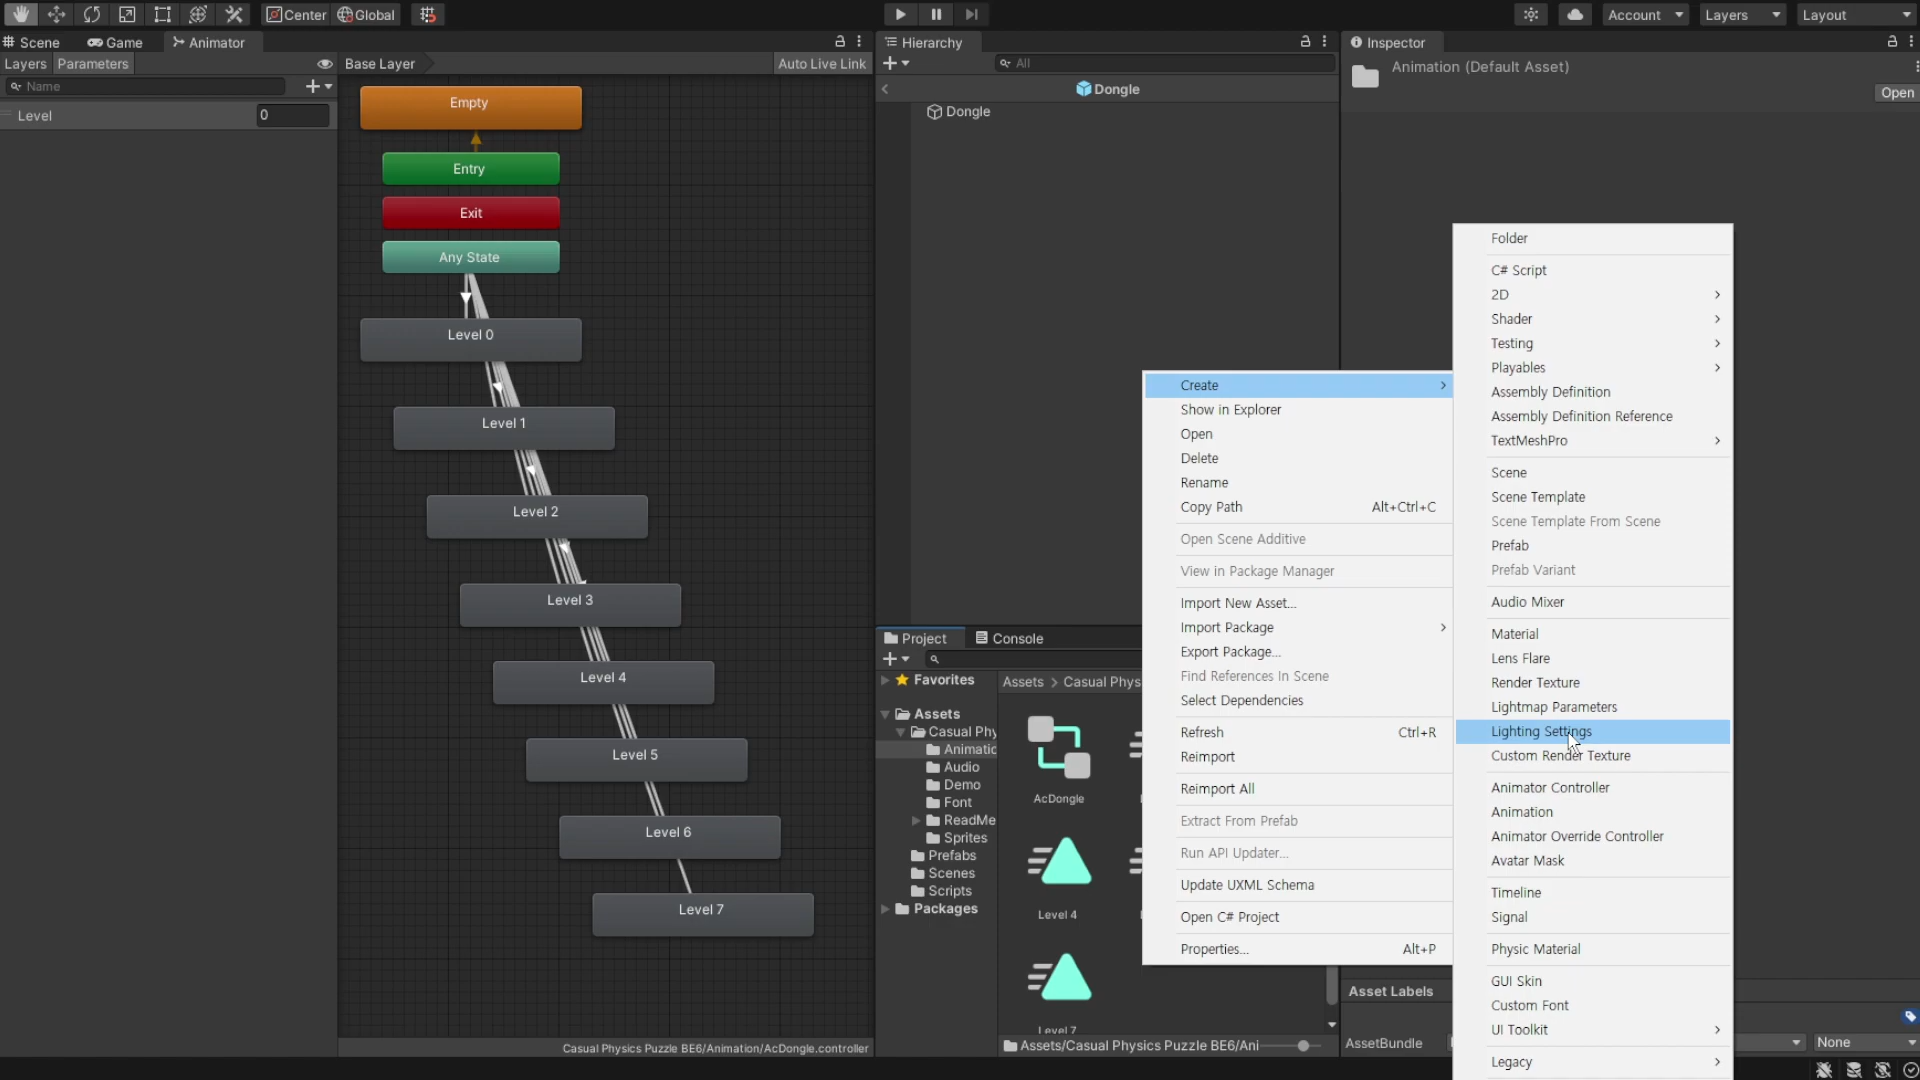 Center
Global
Account
Layers
Layout
Scene
Game
Animator
Layers
Parameters
Name
Level
0
Base Layer
Auto Live Link
Empty
Entry
Exit
Any State
Level 0
Level 1
Level 2
Level 3
Level 4
Level 5
Level 6
Level 7
Casual Physics Puzzle BE6/Animation/AcDongle.controller
Hierarchy
All
Dongle
Dongle
Inspector
Animation (Default Asset)
Open
Create
Show in Explorer
Open
Delete
Rename
Copy Path Alt+Ctrl+C
Open Scene Additive
View in Package Manager
Import New Asset...
Import Package
Export Package...
Find References In Scene
Select Dependencies
Refresh Ctrl+R
Reimport
Reimport All
Extract From Prefab
Run API Updater...
Update UXML Schema
Open C# Project
Properties... Alt+P
Folder
C# Script
2D
Shader
Testing
Playables
Assembly Definition
Assembly Definition Reference
TextMeshPro
Scene
Scene Template
Scene Template From Scene
Prefab
Prefab Variant
Audio Mixer
Material
Lens Flare
Render Texture
Lightmap Parameters
Lighting Settings
Custom Render Texture
Animator Controller
Animation
Animator Override Controller
Avatar Mask
Timeline
Signal
Physic Material
GUI Skin
Custom Font
UI Toolkit
Legacy
Project
Console
Favorites
Assets
Casual Phy
Animatio
Audio
Demo
Font
ReadMe
Sprites
Prefabs
Scenes
Scripts
Packages
Assets > Casual Phys
AcDongle
Level 4
Level 7
Assets/Casual Physics Puzzle BE6/Ani
Asset Labels
AssetBundle
None